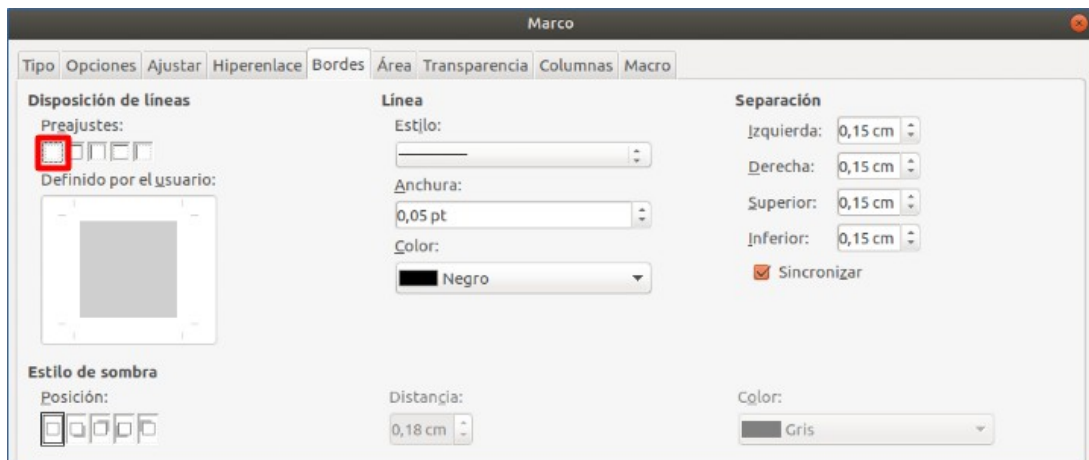 Marco
Tipo Opciones Ajustar Hiperenlace Bordes Área Transparencia Columnas Macro
Disposición de líneas
Preajustes:
Definido por el usuario:
Línea
Estilo:
Anchura:
0,05 pt
Color:
Negro
Separación
Izquierda: 0,15 cm
Derecha: 0,15 cm
Superior: 0,15 cm
Inferior: 0,15 cm
Sincronizar
Estilo de sombra
Posición:
Distancia:
0,18 cm
Color:
Gris